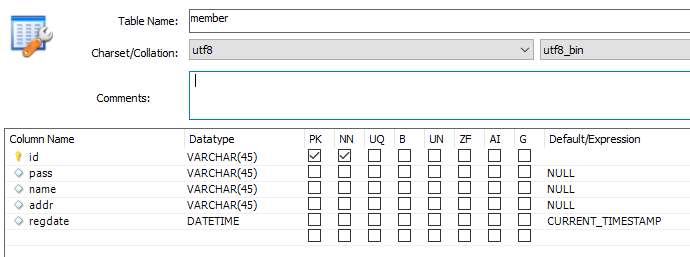 Table Name: member
Charset/Collation: utf8 utf8_bin
Comments:
Column Name Datatype PK NN UQ B UN ZF AI G Default/Expression
id VARCHAR(45)
pass VARCHAR(45) NULL
name VARCHAR(45) NULL
addr VARCHAR(45) NULL
regdate DATETIME CURRENT_TIMESTAMP